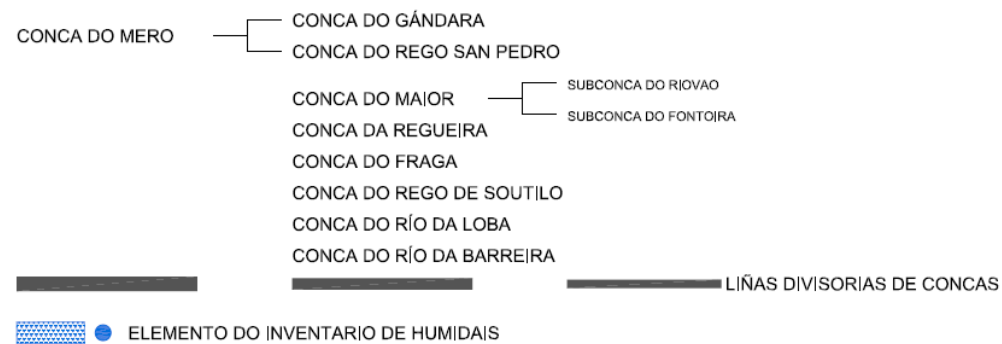 CONCA DO MERO
CONCA DO GÁNDARA
CONCA DO REGO SAN PEDRO
CONCA DO MAIOR
SUBCONCA DO RIOVAO
SUBCONCA DO FONTOIRA
CONCA DA REGUEIRA
CONCA DO FRAGA
CONCA DO REGO DE SOUTILO
CONCA DO RÍO DA LOBA
CONCA DO RÍO DA BARREIRA
LIÑAS DIVISORIAS DE CONCAS
ELEMENTO DO INVENTARIO DE HUMIDAIS